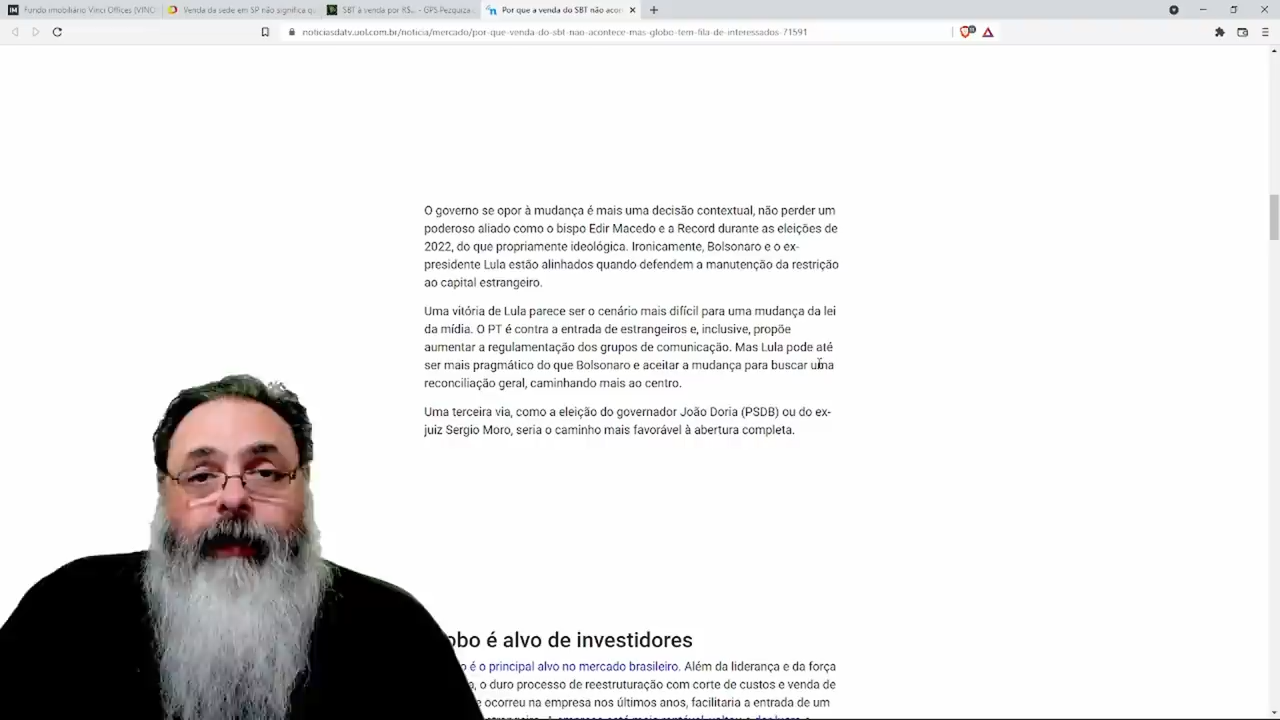 Fundo imobiliário Vinci Offices (VINO
Venda da sede em SP não significa q
SBT à venda por R$... - GPS.Pezquiza
Por que a venda do SBT não acon
noticiasdatv.uol.com.br/noticia/mercado/por-que-venda-do-sbt-nao-acontece-mas-globo-tem-fila-de-interessados-71591
O governo se opor à mudança é mais uma decisão contextual, não perder um
poderoso aliado como o bispo Edir Macedo e a Record durante as eleições de
2022, do que propriamente ideológica. Ironicamente, Bolsonaro e o ex-
presidente Lula estão alinhados quando defendem a manutenção da restrição
ao capital estrangeiro.
Uma vitória de Lula parece ser o cenário mais difícil para uma mudança da lei
da mídia. O PT é contra a entrada de estrangeiros e, inclusive, propõe
aumentar a regulamentação dos grupos de comunicação. Mas Lula pode até
ser mais pragmático do que Bolsonaro e aceitar a mudança para buscar uma
reconciliação geral, caminhando mais ao centro.
Uma terceira via, como a eleição do governador João Doria (PSDB) ou do ex-
juiz Sergio Moro, seria o caminho mais favorável à abertura completa.
obo é alvo de investidores
o é o principal alvo no mercado brasileiro. Além da liderança e da força
o, o duro processo de reestruturação com corte de custos e venda de
e ocorreu na empresa nos últimos anos, facilitaria a entrada de um